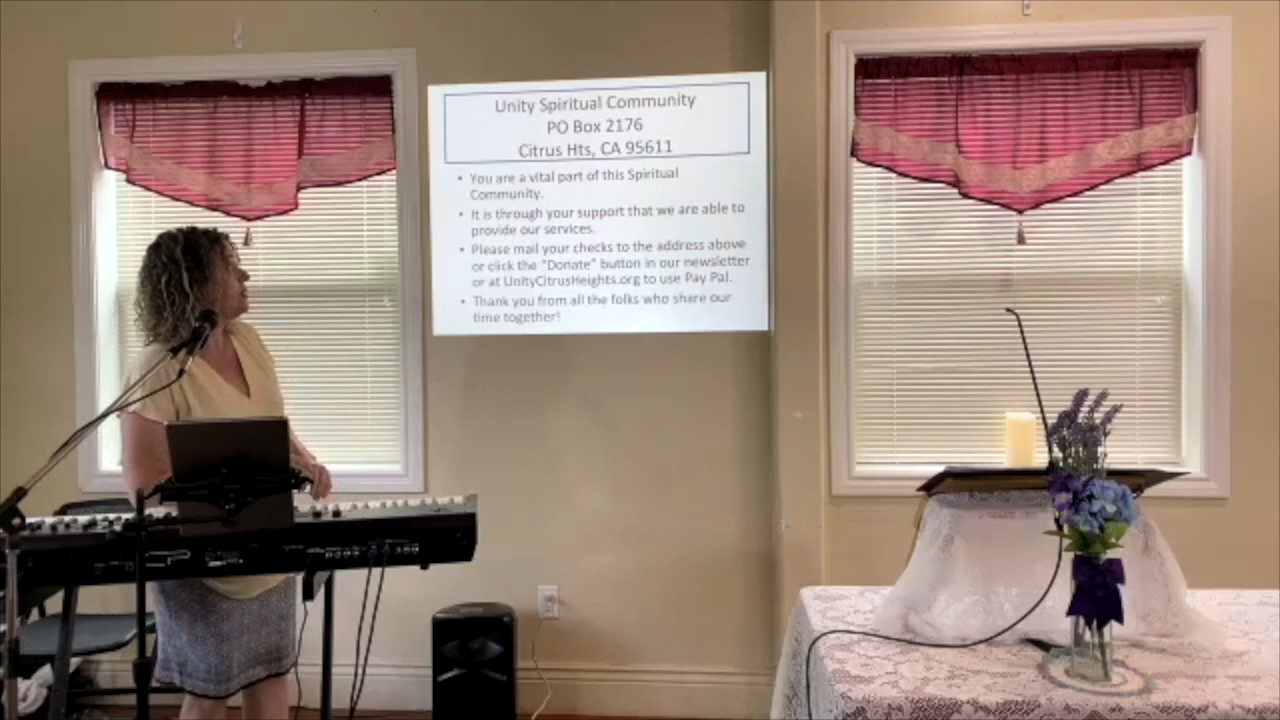 Unity Spiritual Community
PO Box 2176
Citrus Hts, CA 95611
• You are a vital part of this Spiritual
Community.
• It is through your support that we are able to
provide our services.
• Please mail your checks to the address above
or click the "Donate" button in our newsletter
or at UnityCitrusHeights.org to use Pay Pal.
• Thank you from all the folks who share our
time together!